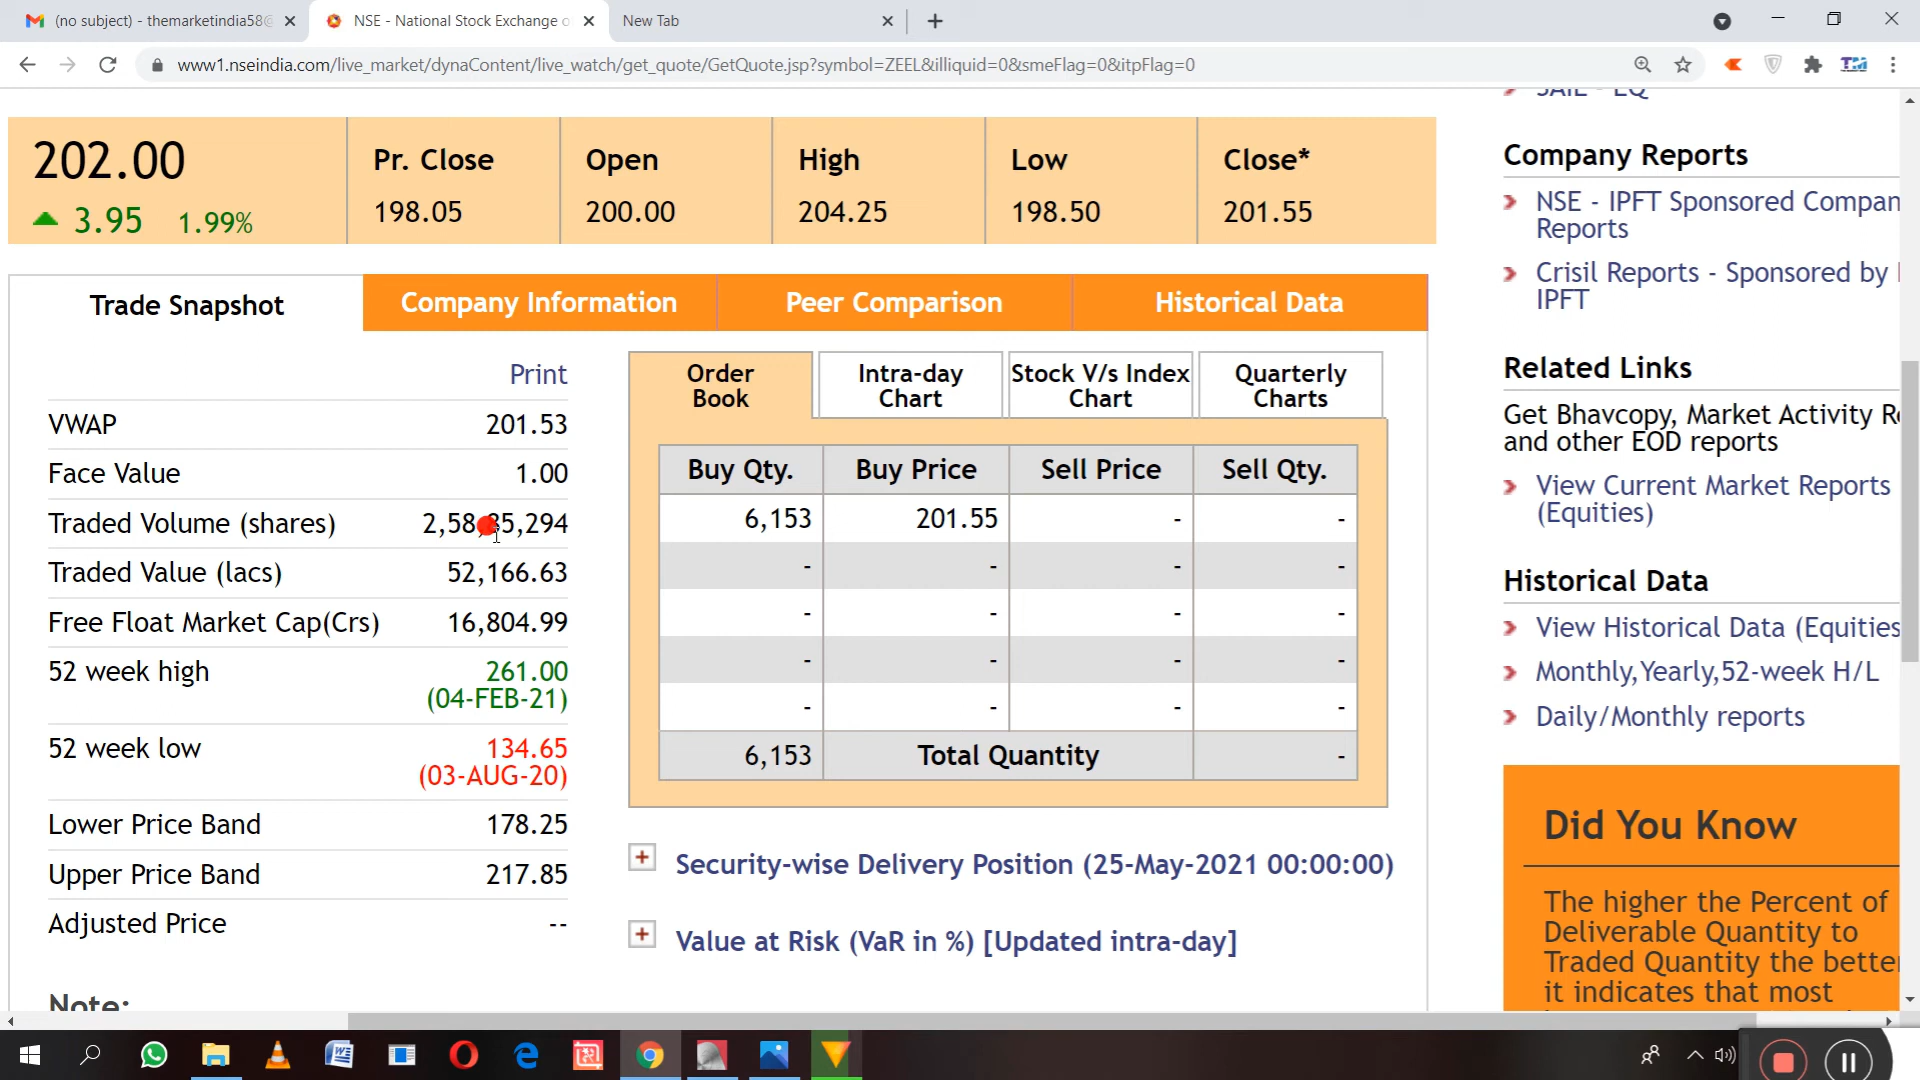 (no subject) - themarketindia58@
NSE - National Stock Exchange o
New Tab
www1.nseindia.com/live_market/dynaContent/live_watch/get_quote/GetQuote.jsp?symbol=ZEEL&illiquid=0&smeFlag=0&itpFlag=0
202.00
3.95 1.99%
Pr. Close
198.05
Open
200.00
High
204.25
Low
198.50
Close*
201.55
Trade Snapshot
Company Information
Peer Comparison
Historical Data
Print
VWAP 201.53
Face Value 1.00
Traded Volume (shares) 2,58, 5,294
Traded Value (lacs) 52,166.63
Free Float Market Cap(Crs) 16,804.99
52 week high 261.00
(04-FEB-21)
52 week low 134.65
(03-AUG-20)
Lower Price Band 178.25
Upper Price Band 217.85
Adjusted Price --
Note:
Order
Book
Intra-day
Chart
Stock V/s Index
Chart
Quarterly
Charts
Buy Qty. Buy Price Sell Price Sell Qty.
6,153 201.55 - -
- - - -
- - - -
- - - -
- - - -
6,153 Total Quantity -
Security-wise Delivery Position (25-May-2021 00:00:00)
Value at Risk (VaR in %) [Updated intra-day]
SAIL - EQ
Company Reports
NSE - IPFT Sponsored Compan
Reports
Crisil Reports - Sponsored by
IPFT
Related Links
Get Bhavcopy, Market Activity Re
and other EOD reports
View Current Market Reports
(Equities)
Historical Data
View Historical Data (Equities
Monthly,Yearly,52-week H/L
Daily/Monthly reports
Did You Know
The higher the Percent of
Deliverable Quantity to
Traded Quantity the better
it indicates that most